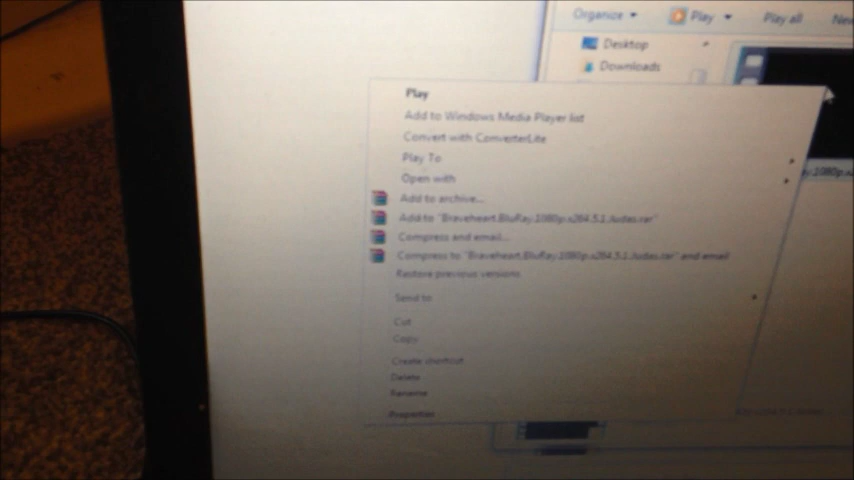 Organize
Play
Play all
Desktop
Downloads
Play
Add to Windows Media Player list
Convert with ConverterLite
Play To
Open with
Add to archive...
Add to "Braveheart.BluRay.1080p.x264.5.1.Judas.rar"
Compress and email...
Compress to "Braveheart.BluRay.1080p.x264.5.1.Judas.rar" and email
Restore previous versions
Send to
Cut
Copy
Create shortcut
Delete
Rename
Properties